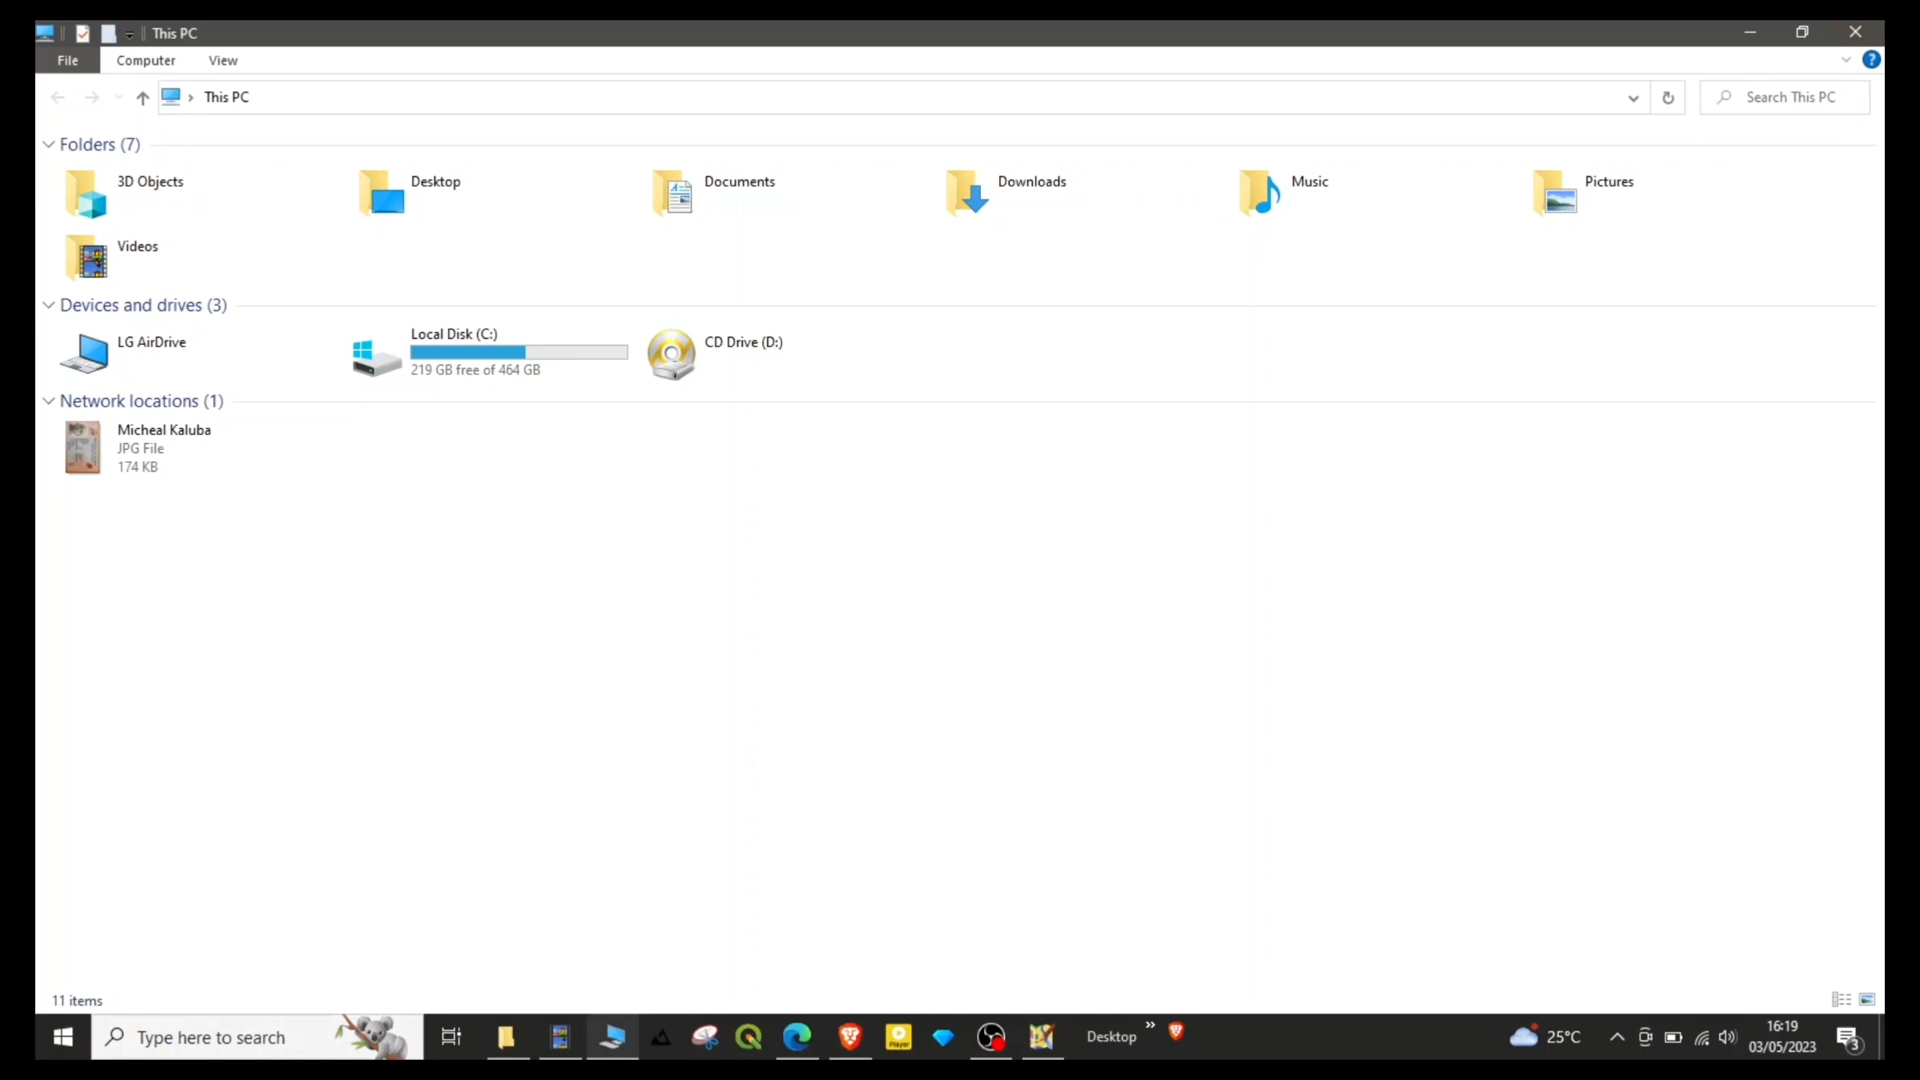 This PC
File Computer View
This PC
Search This PC
Folders (7)
3D Objects
Desktop
Documents
Downloads
Music
Pictures
Videos
Devices and drives (3)
LG AirDrive
Local Disk (C:)
219 GB free of 464 GB
CD Drive (D:)
Network locations (1)
Micheal Kaluba
JPG File
174 KB
11 items
Type here to search
Player
Desktop
25°C
16:19
03/05/2023
3